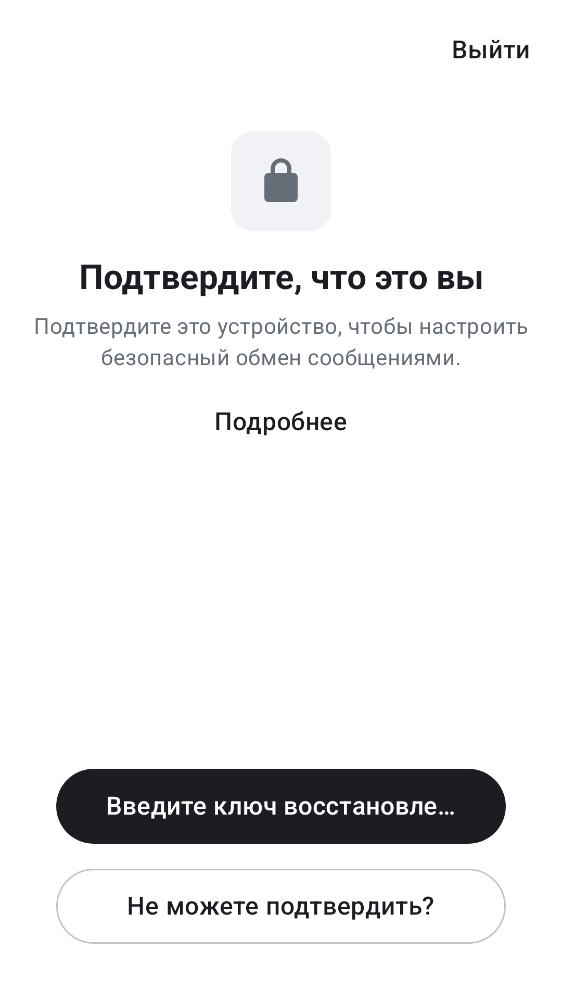 Выйти
Подтвердите, что это вы
Подтвердите это устройство, чтобы настроить
безопасный обмен сообщениями.
Подробнее
Введите ключ восстановле...
Не можете подтвердить?